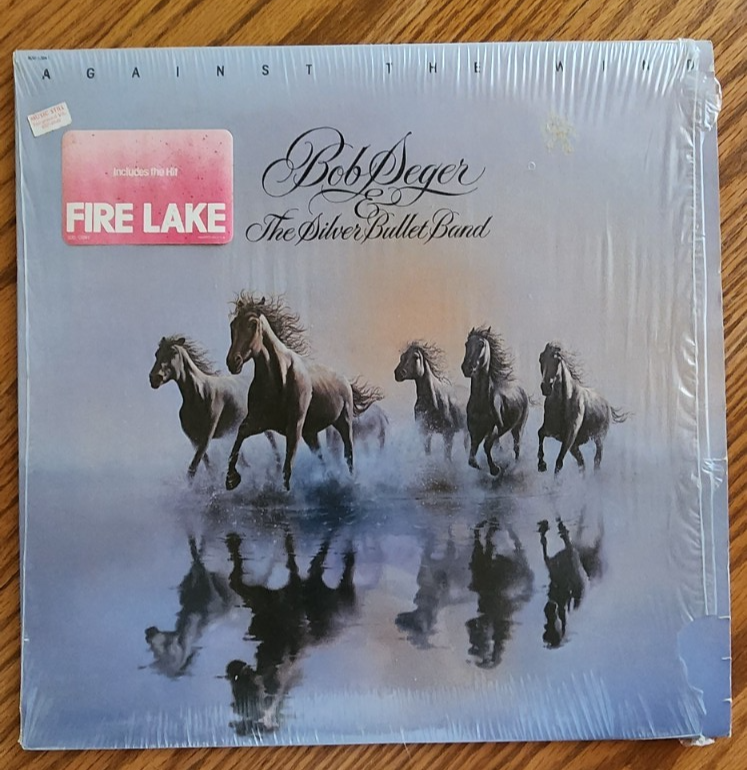 AGAINST THE WIND
Includes the Hit
FIRE LAKE
Bob Seger
&
The Silver Bullet Band